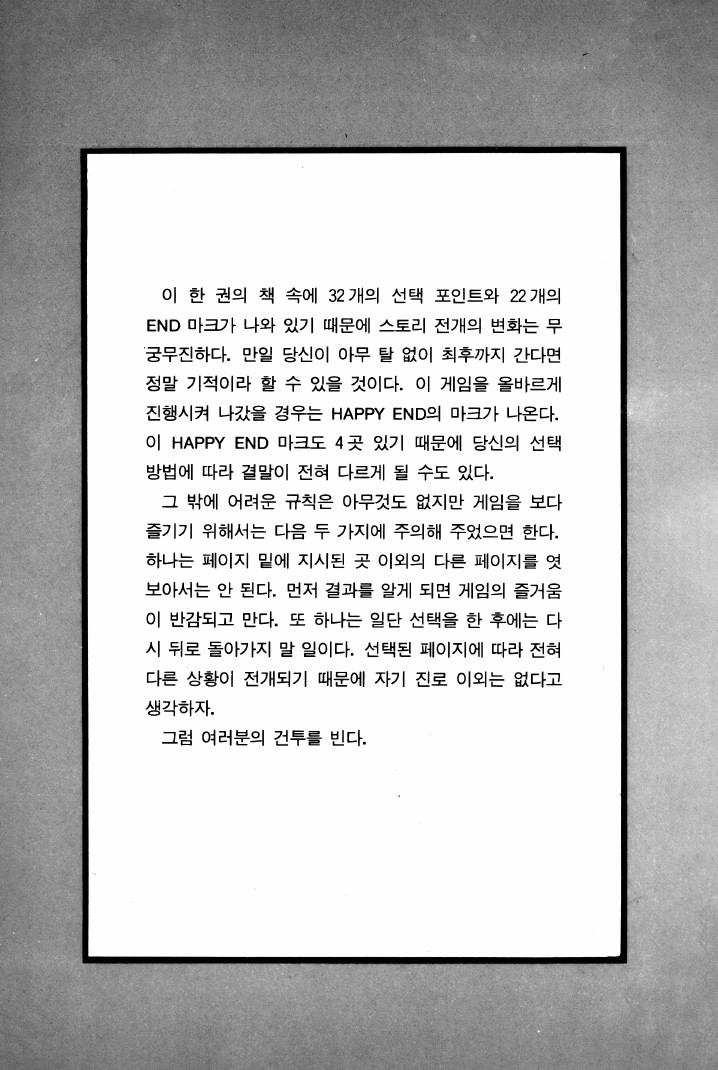 이 한 권의 책 속에 32개의 선택 포인트와 22개의
END 마크가 나와 있기 때문에 스토리 전개의 변화는 무
궁무진하다. 만일 당신이 아무 탈 없이 최후까지 간다면
정말 기적이라 할 수 있을 것이다. 이 게임을 올바르게
진행시켜 나갔을 경우는 HAPPY END의 마크가 나온다.
이 HAPPY END 마크도 4곳 있기 때문에 당신의 선택
방법에 따라 결말이 전혀 다르게 될 수도 있다.
그 밖에 어려운 규칙은 아무것도 없지만 게임을 보다
즐기기 위해서는 다음 두 가지에 주의해 주었으면 한다.
하나는 페이지 밑에 지시된 곳 이외의 다른 페이지를 엿
보아서는 안 된다. 먼저 결과를 알게 되면 게임의 즐거움
이 반감되고 만다. 또 하나는 일단 선택을 한 후에는 다
시 뒤로 돌아가지 말 일이다. 선택된 페이지에 따라 전혀
다른 상황이 전개되기 때문에 자기 진로 이외는 없다고
생각하자.
그럼 여러분의 건투를 빈다.